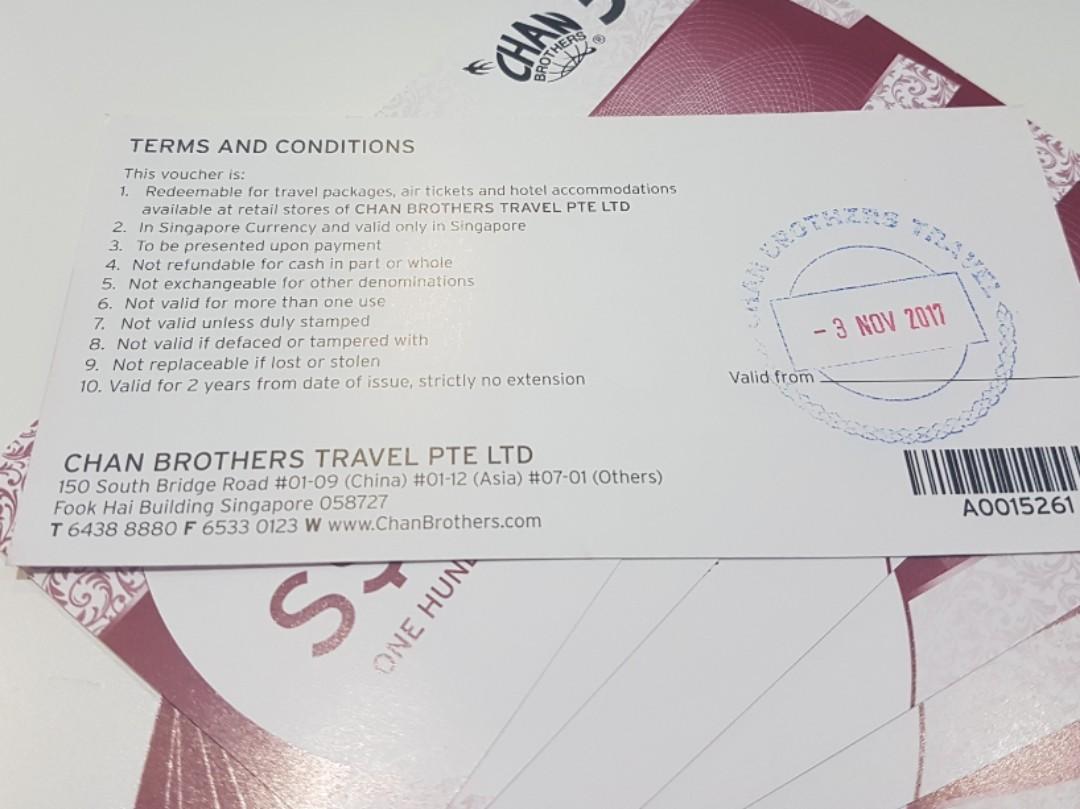 CHAN
BROTHERS
®
TERMS AND CONDITIONS
This voucher is:
1. Redeemable for travel packages, air tickets and hotel accommodations
available at retail stores of CHAN BROTHERS TRAVEL PTE LTD
2. In Singapore Currency and valid only in Singapore
3. To be presented upon payment
4. Not refundable for cash in part or whole
5. Not exchangeable for other denominations
6. Not valid for more than one use
7. Not valid unless duly stamped
8. Not valid if defaced or tampered with
9. Not replaceable if lost or stolen
10. Valid for 2 years from date of issue, strictly no extension
CHAN BROTHERS TRAVEL
- 3 NOV 2017
Valid from
CHAN BROTHERS TRAVEL PTE LTD
150 South Bridge Road #01-09 (China) #01-12 (Asia) #07-01 (Others)
Fook Hai Building Singapore 058727
T 6438 8880 F 6533 0123 W www.ChanBrothers.com
A0015261
S$
ONE